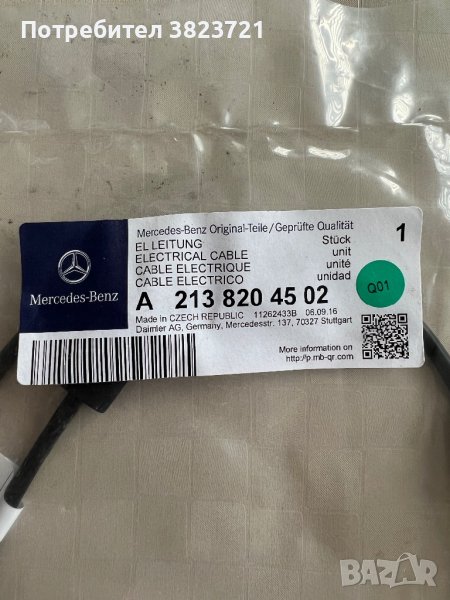 Потребител 3823721
Mercedes-Benz Original-Teile/Geprüfte Qualität
EL LEITUNG
ELECTRICAL CABLE
CABLE ELECTRIQUE
CABLE ELECTRICO
Stück
unit
unité
unidad
1
Mercedes-Benz
A 213 820 45 02
Q01
Made in CZECH REPUBLIC 11262433B 06.09.16
Daimler AG, Germany, Mercedesstr. 137, 70327 Stuttgart
More information on
http://p.mb-qr.com
BAZAR